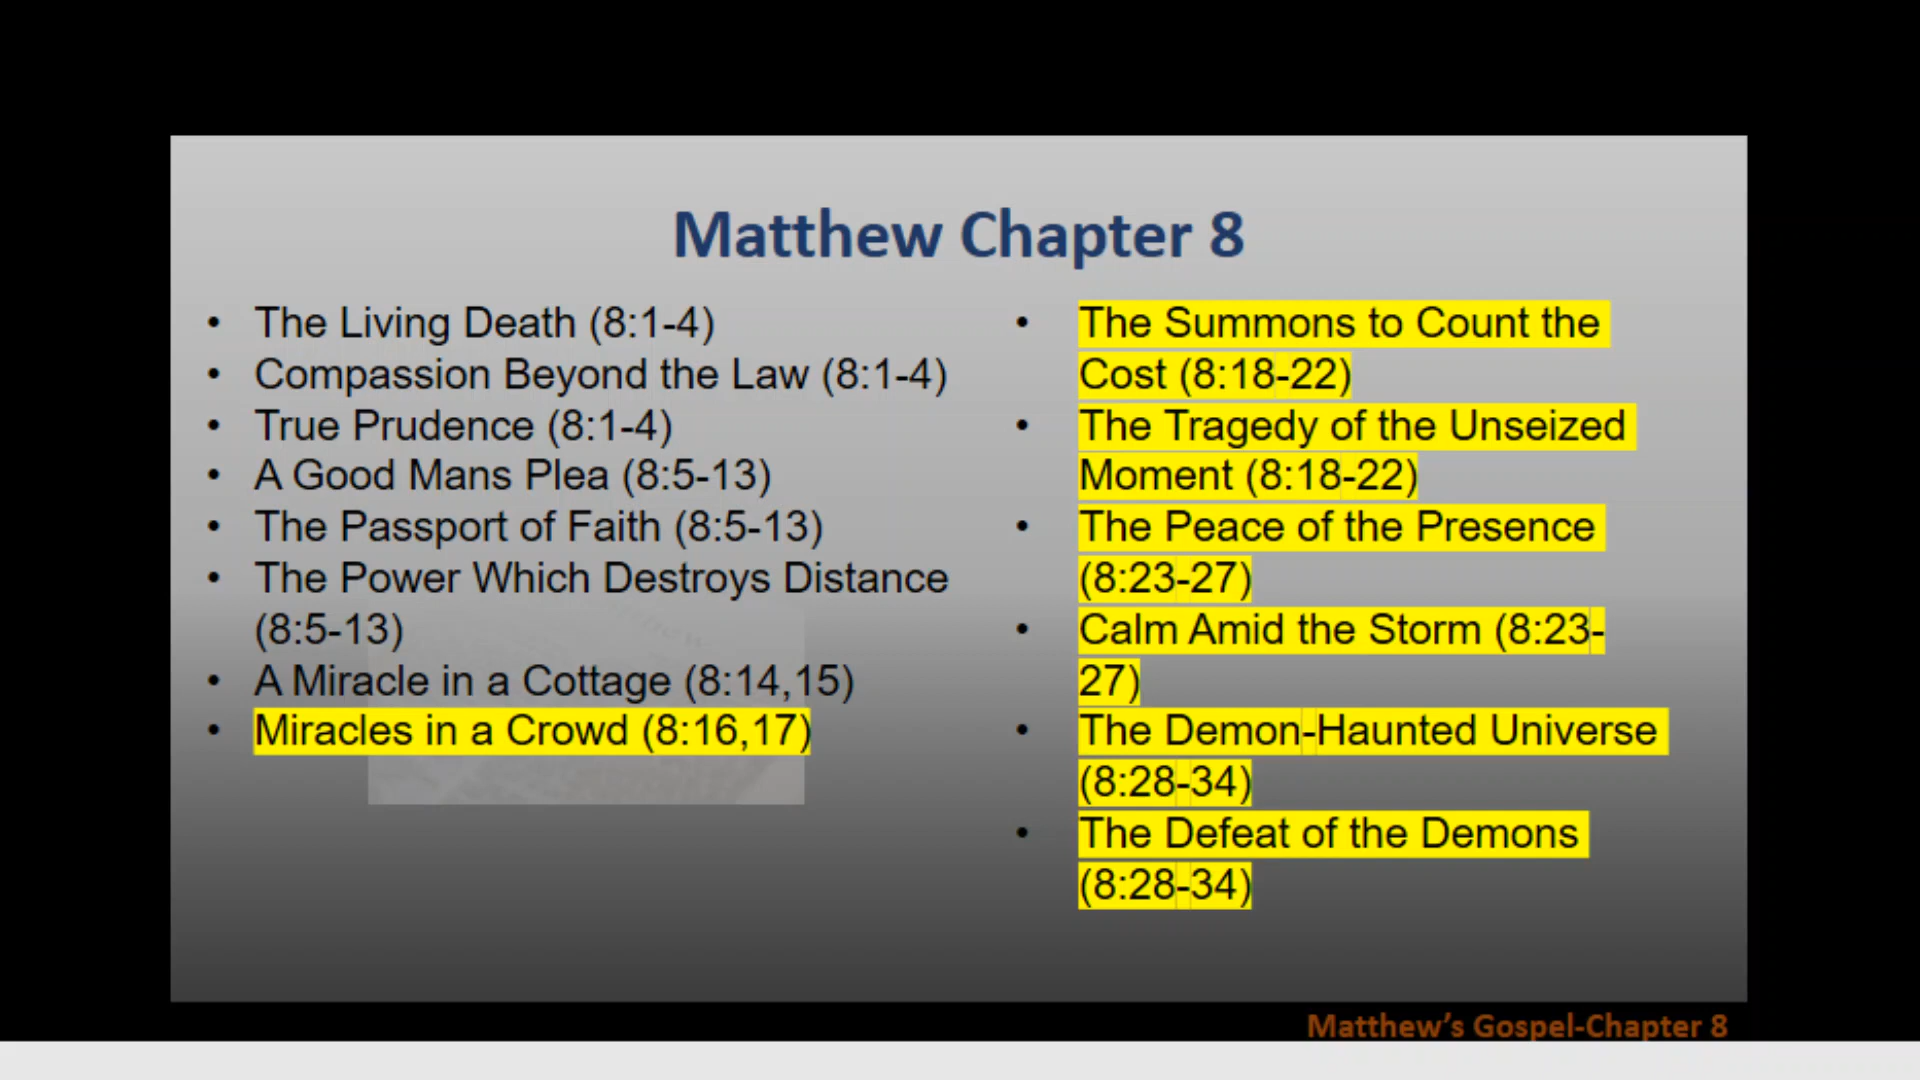 Matthew Chapter 8
• The Living Death (8:1-4)
• Compassion Beyond the Law (8:1-4)
• True Prudence (8:1-4)
• A Good Mans Plea (8:5-13)
• The Passport of Faith (8:5-13)
• The Power Which Destroys Distance
(8:5-13)
• A Miracle in a Cottage (8:14,15)
• Miracles in a Crowd (8:16,17)
• The Summons to Count the
Cost (8:18-22)
• The Tragedy of the Unseized
Moment (8:18-22)
• The Peace of the Presence
(8:23-27)
• Calm Amid the Storm (8:23-
27)
• The Demon-Haunted Universe
(8:28-34)
• The Defeat of the Demons
(8:28-34)
Matthew’s Gospel-Chapter 8